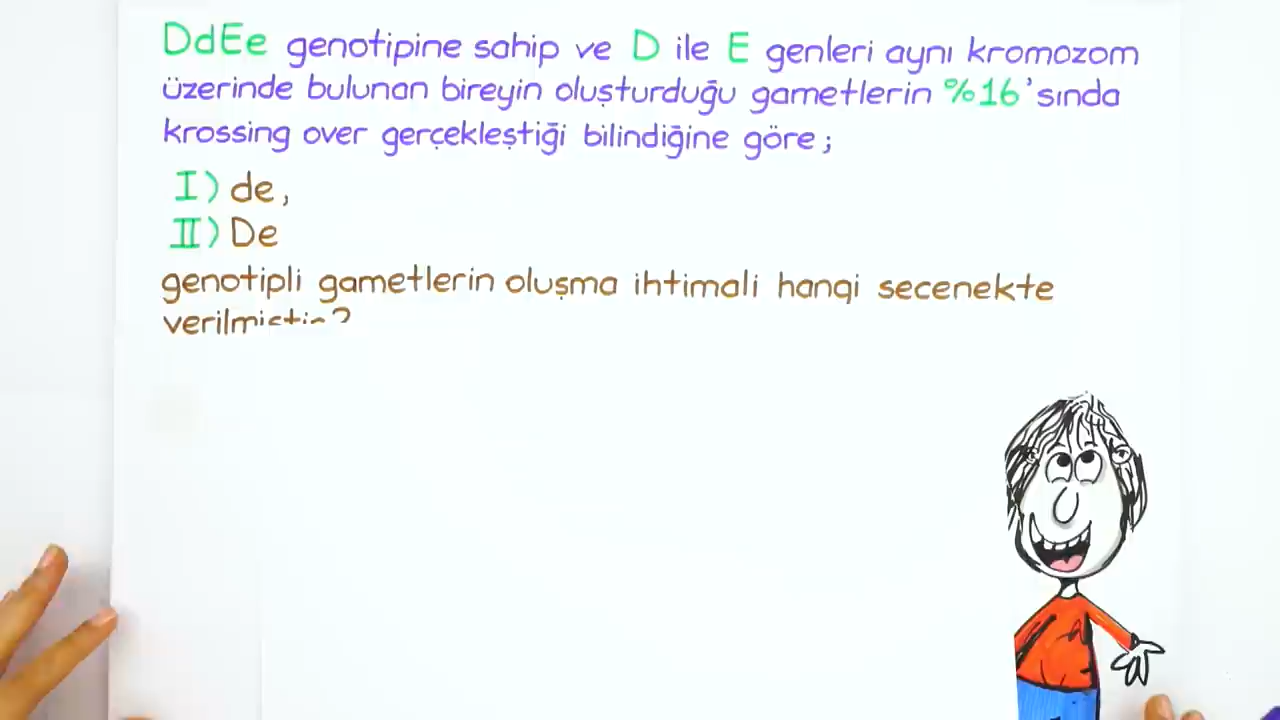 DdEe genotipine sahip ve D ile E genleri aynı kromozom
üzerinde bulunan bireyin oluşturduğu gametlerin %16'sında
krossing over gerçekleştiği bilindiğine göre;
I) de,
II) De
genotipli gametlerin oluşma ihtimali hangi seçenekte
verilmiştir?